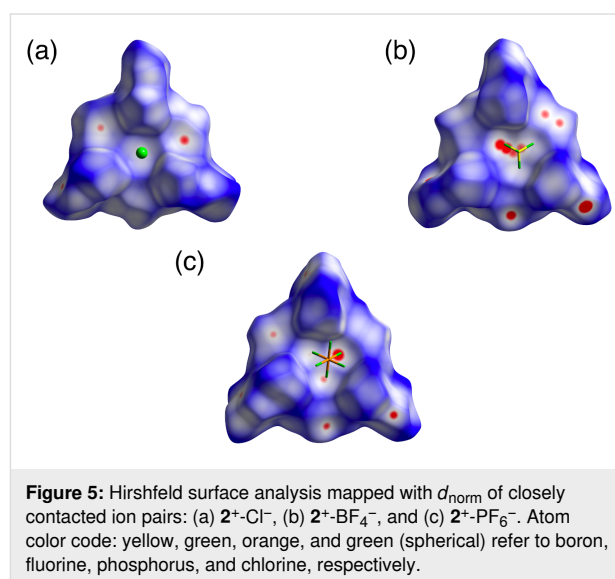 (a)
(b)
(c)
Figure 5: Hirshfeld surface analysis mapped with dnorm of closely
contacted ion pairs: (a) 2⁺-Cl⁻, (b) 2⁺-BF₄⁻, and (c) 2⁺-PF₆⁻. Atom
color code: yellow, green, orange, and green (spherical) refer to boron,
fluorine, phosphorus, and chlorine, respectively.